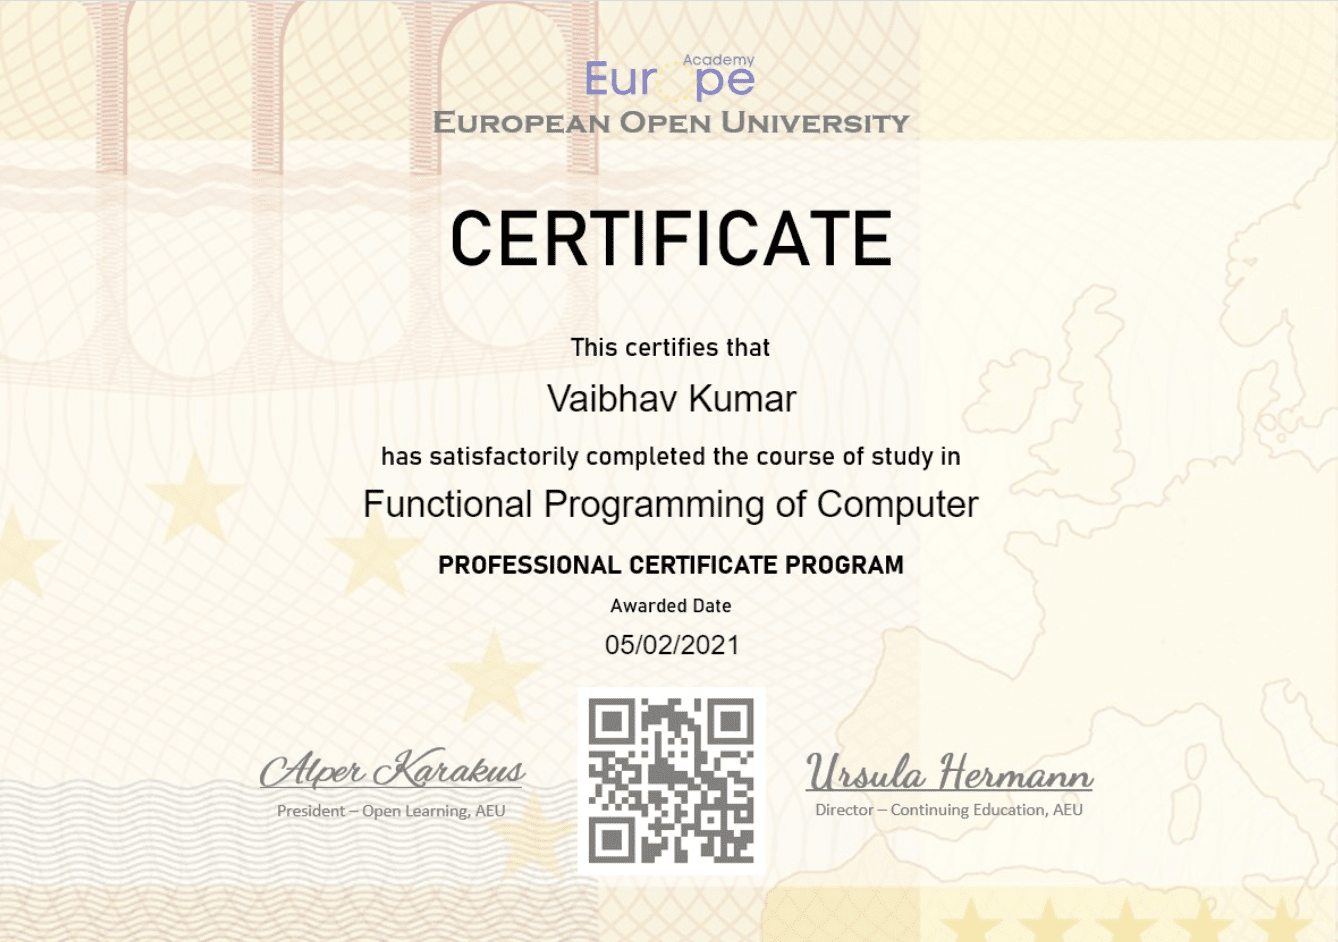 Academy
Europe
EUROPEAN OPEN UNIVERSITY
CERTIFICATE
This certifies that
Vaibhav Kumar
has satisfactorily completed the course of study in
Functional Programming of Computer
PROFESSIONAL CERTIFICATE PROGRAM
Awarded Date
05/02/2021
Alper Karakus
President – Open Learning, AEU
Ursula Hermann
Director – Continuing Education, AEU